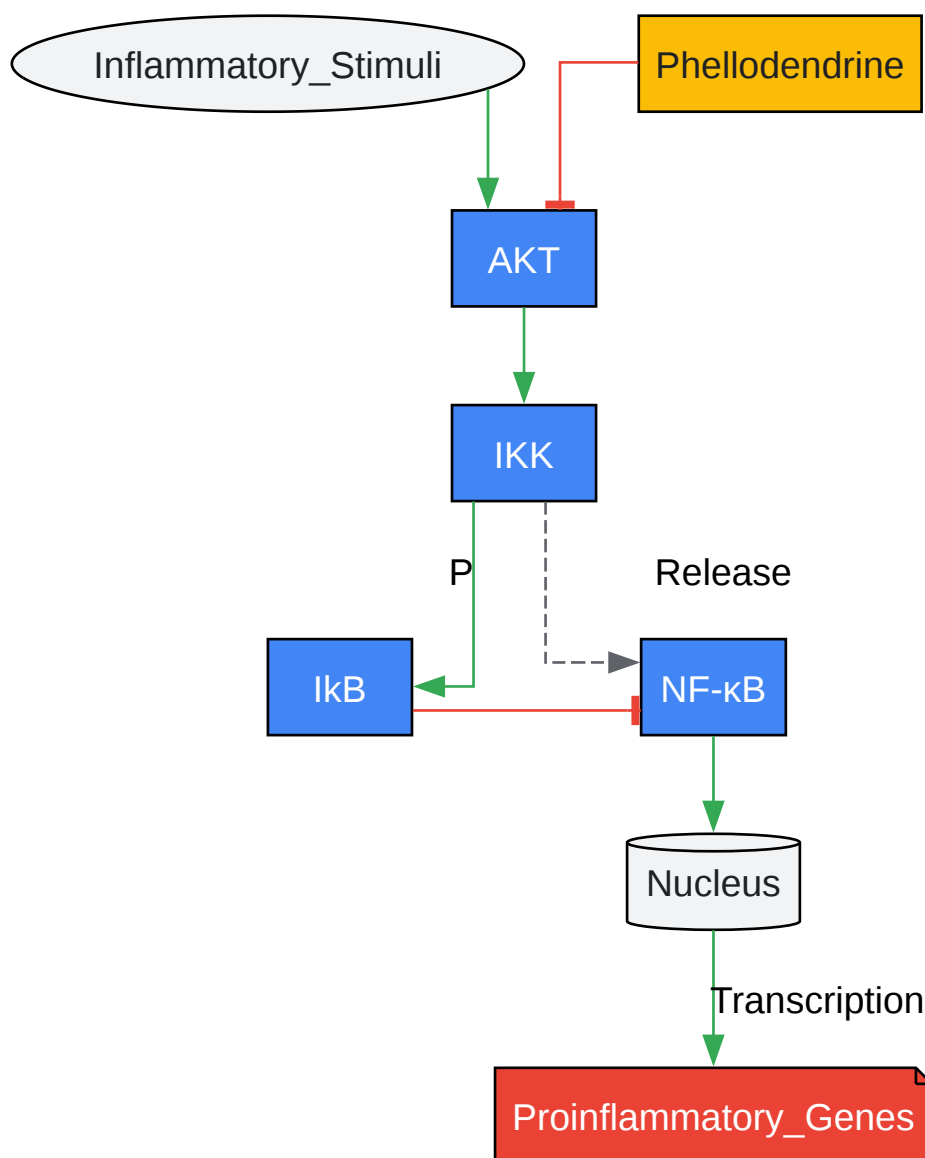 Inflammatory_Stimuli
Phellodendrine
AKT
IKK
P
Release
IkB
NF-κB
Nucleus
Transcription
Proinflammatory_Genes